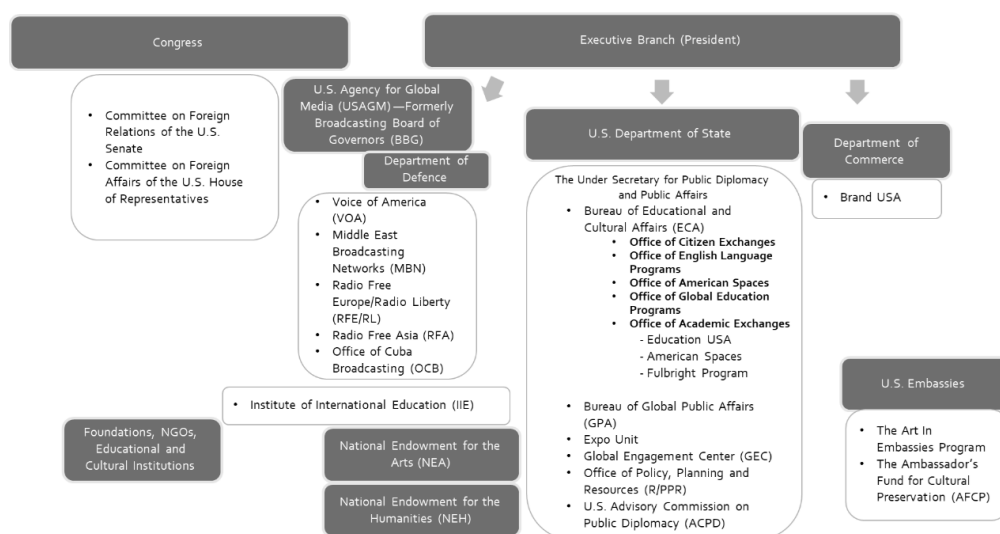 Congress
Executive Branch (President)
• Committee on Foreign
Relations of the U.S.
Senate
• Committee on Foreign
Affairs of the U.S. House
of Representatives
U.S. Agency for Global
Media (USAGM) —Formerly
Broadcasting Board of
Governors (BBG)
Department of
Defence
• Voice of America
(VOA)
• Middle East
Broadcasting
Networks (MBN)
• Radio Free
Europe/Radio Liberty
(RFE/RL)
• Radio Free Asia (RFA)
• Office of Cuba
Broadcasting (OCB)
U.S. Department of State
The Under Secretary for Public Diplomacy
and Public Affairs
• Bureau of Educational and
Cultural Affairs (ECA)
• Office of Citizen Exchanges
• Office of English Language
Programs
• Office of American Spaces
• Office of Global Education
Programs
• Office of Academic Exchanges
- Education USA
- American Spaces
- Fulbright Program
• Bureau of Global Public Affairs
(GPA)
• Expo Unit
• Global Engagement Center (GEC)
• Office of Policy, Planning and
Resources (R/PPR)
• U.S. Advisory Commission on
Public Diplomacy (ACPD)
Department of
Commerce
• Brand USA
U.S. Embassies
• The Art In
Embassies Program
• The Ambassador's
Fund for Cultural
Preservation (AFCP)
• Institute of International Education (IIE)
Foundations, NGOs,
Educational and
Cultural Institutions
National Endowment for the
Arts (NEA)
National Endowment for the
Humanities (NEH)